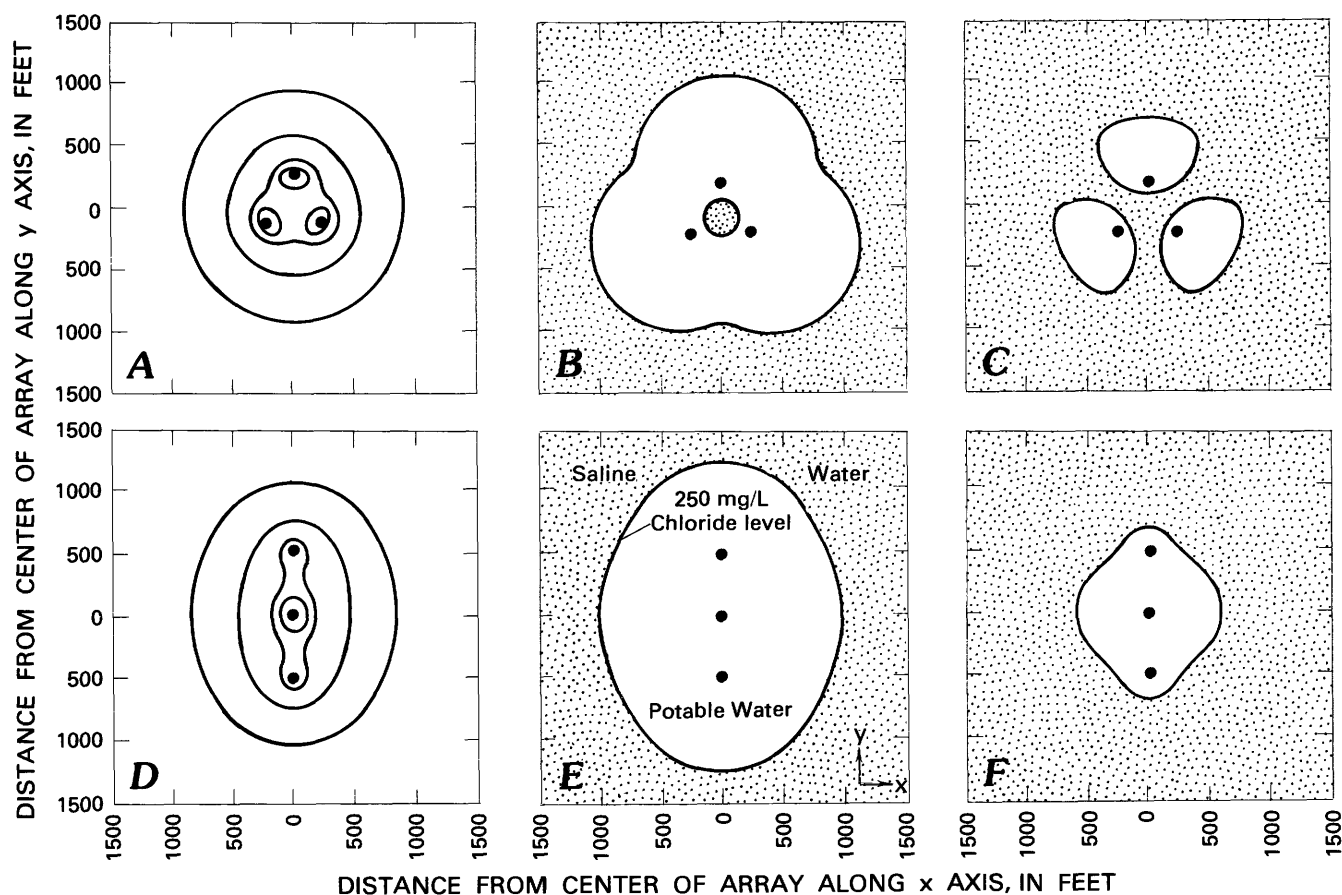 DISTANCE FROM CENTER OF ARRAY ALONG y AXIS, IN FEET
1500
1000
500
0
500
1000
1500
A
B
C
1500
1000
500
0
500
1000
1500
D
Saline Water
250 mg/L
Chloride level
Potable Water
y
x
E
F
1500
1000
500
0
500
1000
1500
1500
1000
500
0
500
1000
1500
1500
1000
500
0
500
1000
1500
DISTANCE FROM CENTER OF ARRAY ALONG x AXIS, IN FEET